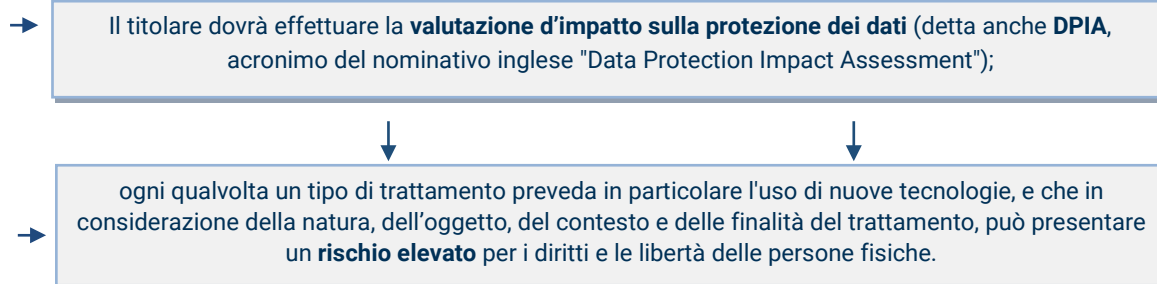 Il titolare dovrà effettuare la valutazione d’impatto sulla protezione dei dati (detta anche DPIA,
acronimo del nominativo inglese "Data Protection Impact Assessment");
ogni qualvolta un tipo di trattamento preveda in particolare l'uso di nuove tecnologie, e che in
considerazione della natura, dell’oggetto, del contesto e delle finalità del trattamento, può presentare
un rischio elevato per i diritti e le libertà delle persone fisiche.